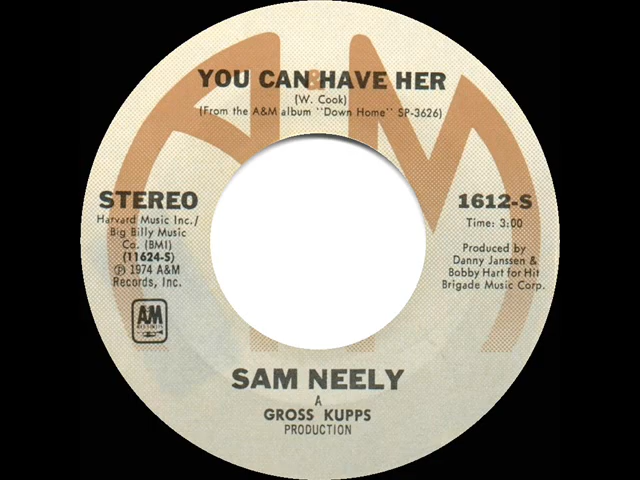 YOU CAN HAVE HER
(W. Cook)
(From the A&M album "Down Home" SP-3626)
STEREO
Harvard Music Inc./
Big Billy Music
Co. (BMI)
(11624-S)
Ⓟ 1974 A&M
Records, Inc.
AM
RECORDS
1612-S
Time: 3:00
Produced by
Danny Janssen &
Bobby Hart for Hit
Brigade Music Corp.
SAM NEELY
A
GROSS KUPPS
PRODUCTION